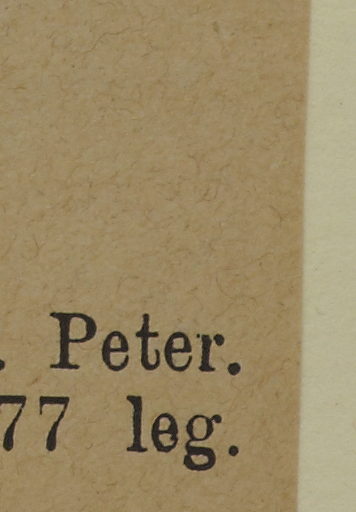 . Peter.
77 leg.